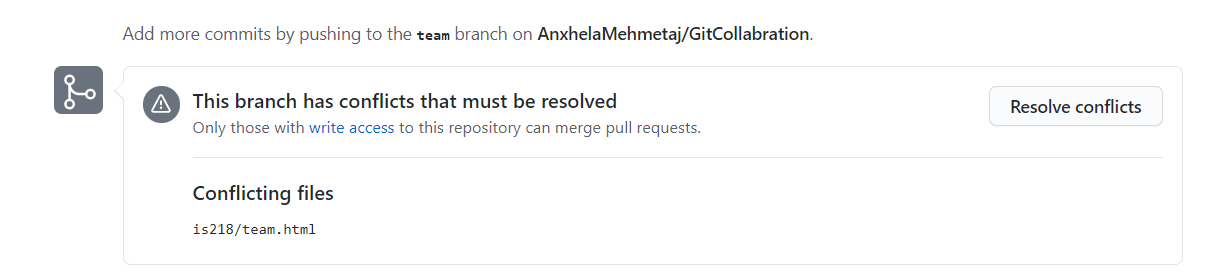 Add more commits by pushing to the team branch on AnxhelaMehmetaj/GitCollabration.
This branch has conflicts that must be resolved
Only those with write access to this repository can merge pull requests.
Resolve conflicts
Conflicting files
is218/team.html